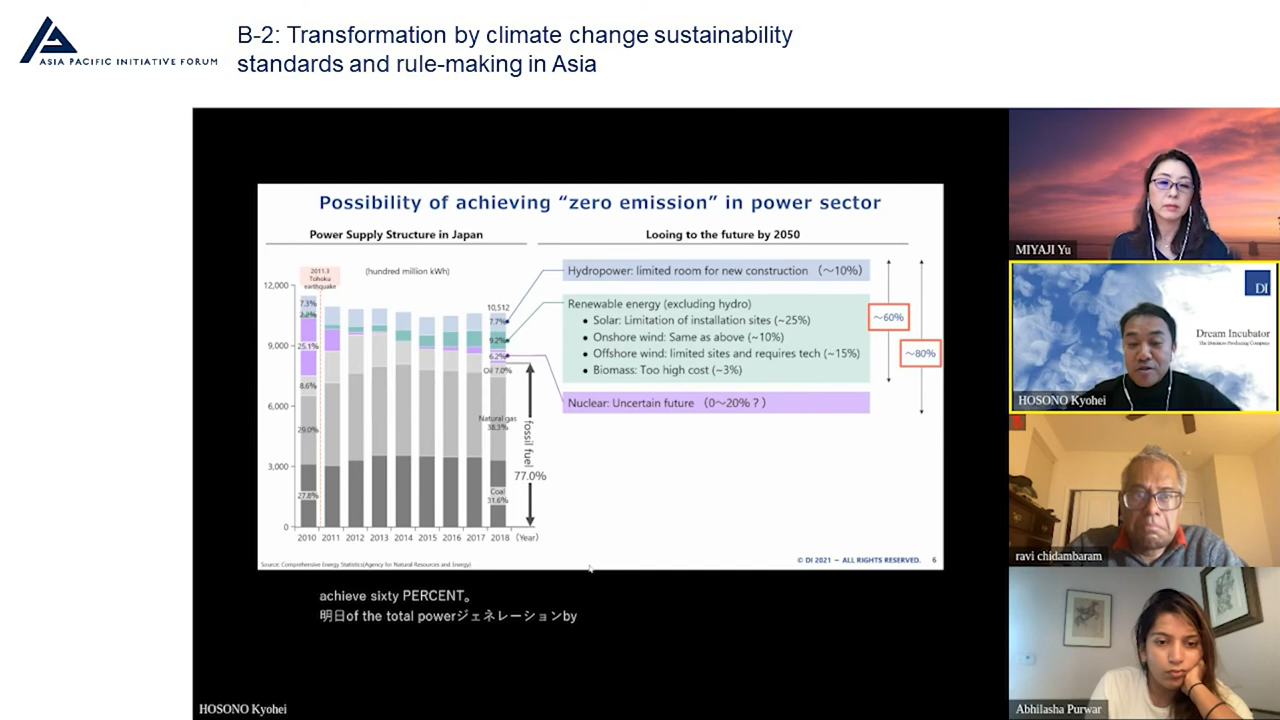 ASIA PACIFIC INITIATIVE FORUM
B-2: Transformation by climate change sustainability
standards and rule-making in Asia
Possibility of achieving “zero emission” in power sector
Power Supply Structure in Japan
Looing to the future by 2050
2011.3
Tohoku
earthquake
(hundred million kWh)
12,000
9,000
6,000
3,000
0
7.3%
2.2%
25.1%
8.6%
29.0%
27.8%
10,512
7.7%
9.2%
6.2%
Oil 7.0%
Natural gas
38.3%
Coal
31.6%
fossil fuel
77.0%
2010 2011 2012 2013 2014 2015 2016 2017 2018 (Year)
Hydropower: limited room for new construction （～10%）
Renewable energy (excluding hydro)
• Solar: Limitation of installation sites (~25%)
• Onshore wind: Same as above (~10%)
• Offshore wind: limited sites and requires tech (~15%)
• Biomass: Too high cost (~3%)
Nuclear: Uncertain future （0～20%？）
～60%
～80%
Source: Comprehensive Energy Statistics(Agency for Natural Resources and Energy)
© DI 2021 – ALL RIGHTS RESERVED. 6
achieve sixty PERCENT。
明日of the total powerジェネレーションby
HOSONO Kyohei
MIYAJI Yu
DI
Dream Incubator
The Business Producing Company
HOSONO Kyohei
ravi chidambaram
Abhilasha Purwar